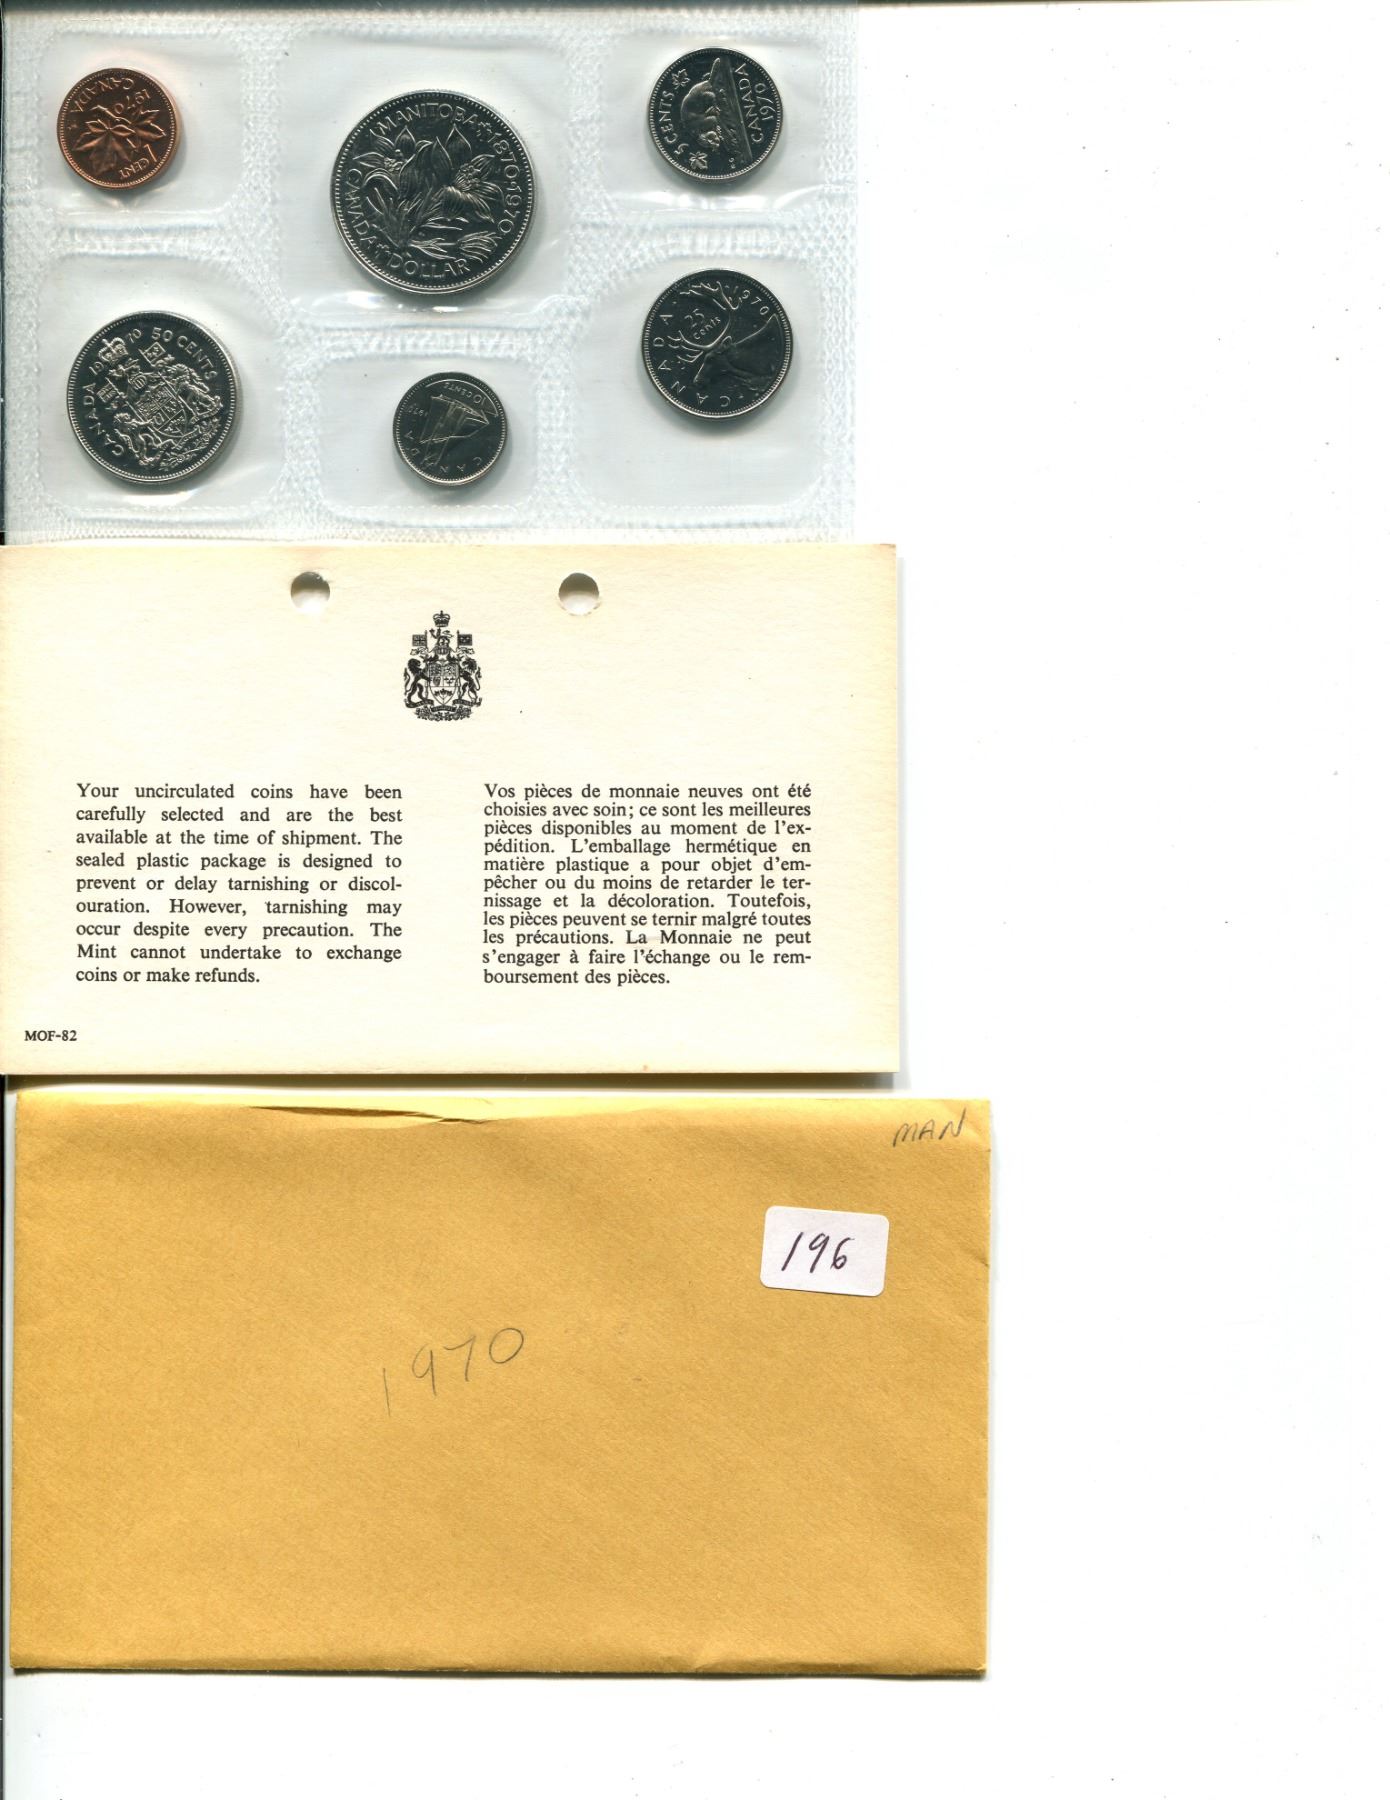 1970
CANADA
1 CENT
MANITOBA 1870-1970
CANADA DOLLAR
5 CENTS
CANADA
1970
CANADA 1970 50 CENTS
CANADA
1970
10 CENTS
CANADA 1970
25
cents
Your uncirculated coins have been
carefully selected and are the best
available at the time of shipment. The
sealed plastic package is designed to
prevent or delay tarnishing or discol-
ouration. However, tarnishing may
occur despite every precaution. The
Mint cannot undertake to exchange
coins or make refunds.
Vos pièces de monnaie neuves ont été
choisies avec soin; ce sont les meilleures
pièces disponibles au moment de l'ex-
pédition. L'emballage hermétique en
matière plastique a pour objet d'em-
pêcher ou du moins de retarder le ter-
nissage et la décoloration. Toutefois,
les pièces peuvent se ternir malgré toutes
les précautions. La Monnaie ne peut
s'engager à faire l'échange ou le rem-
boursement des pièces.
MOF-82
MAN
196
1970